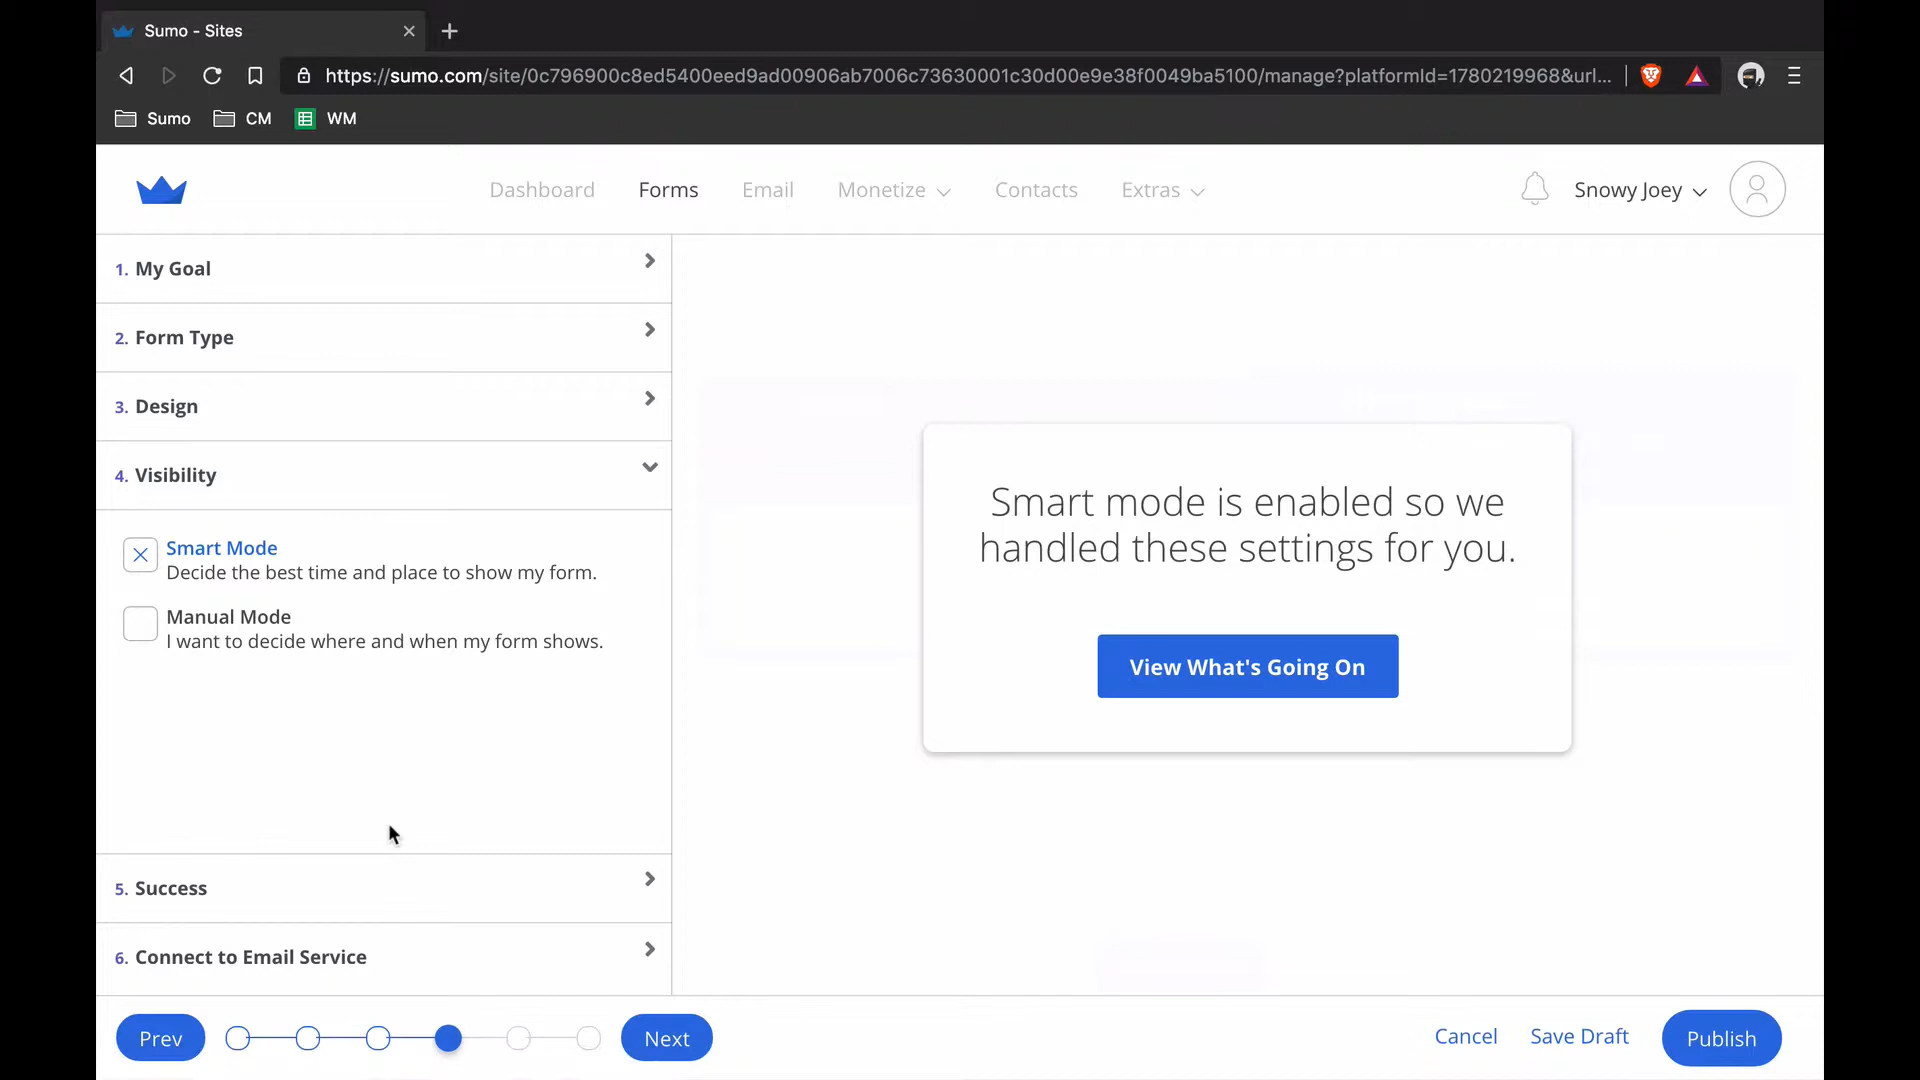 Sumo - Sites
https://sumo.com/site/0c796900c8ed5400eed9ad00906ab7006c73630001c30d00e9e38f0049ba5100/manage?platformId=1780219968&url...
Sumo CM WM
Dashboard Forms Email Monetize Contacts Extras Snowy Joey
1. My Goal
2. Form Type
3. Design
4. Visibility
Smart Mode
Decide the best time and place to show my form.
Manual Mode
I want to decide where and when my form shows.
5. Success
6. Connect to Email Service
Smart mode is enabled so we
handled these settings for you.
View What's Going On
Prev Next Cancel Save Draft Publish